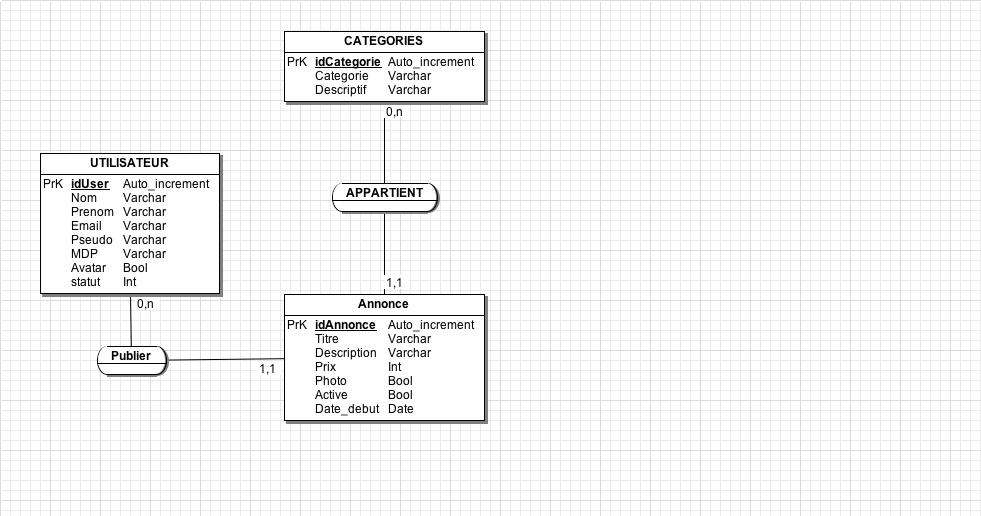 CATEGORIES
PrK idCategorie Auto_increment
Categorie Varchar
Descriptif Varchar
0,n
APPARTIENT
1,1
UTILISATEUR
PrK idUser Auto_increment
Nom Varchar
Prenom Varchar
Email Varchar
Pseudo Varchar
MDP Varchar
Avatar Bool
statut Int
0,n
Publier
1,1
Annonce
PrK idAnnonce Auto_increment
Titre Varchar
Description Varchar
Prix Int
Photo Bool
Active Bool
Date_debut Date